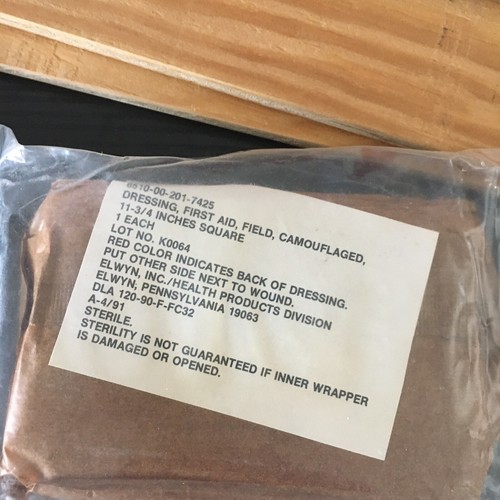 6510-00-201-7425
DRESSING, FIRST AID, FIELD, CAMOUFLAGED,
11-3/4 INCHES SQUARE
1 EACH
LOT NO. K0064
RED COLOR INDICATES BACK OF DRESSING.
PUT OTHER SIDE NEXT TO WOUND.
ELWYN, INC./HEALTH PRODUCTS DIVISION
ELWYN, PENNSYLVANIA 19063
DLA 120-90-F-FC32
A-4/91
STERILE.
STERILITY IS NOT GUARANTEED IF INNER WRAPPER
IS DAMAGED OR OPENED.